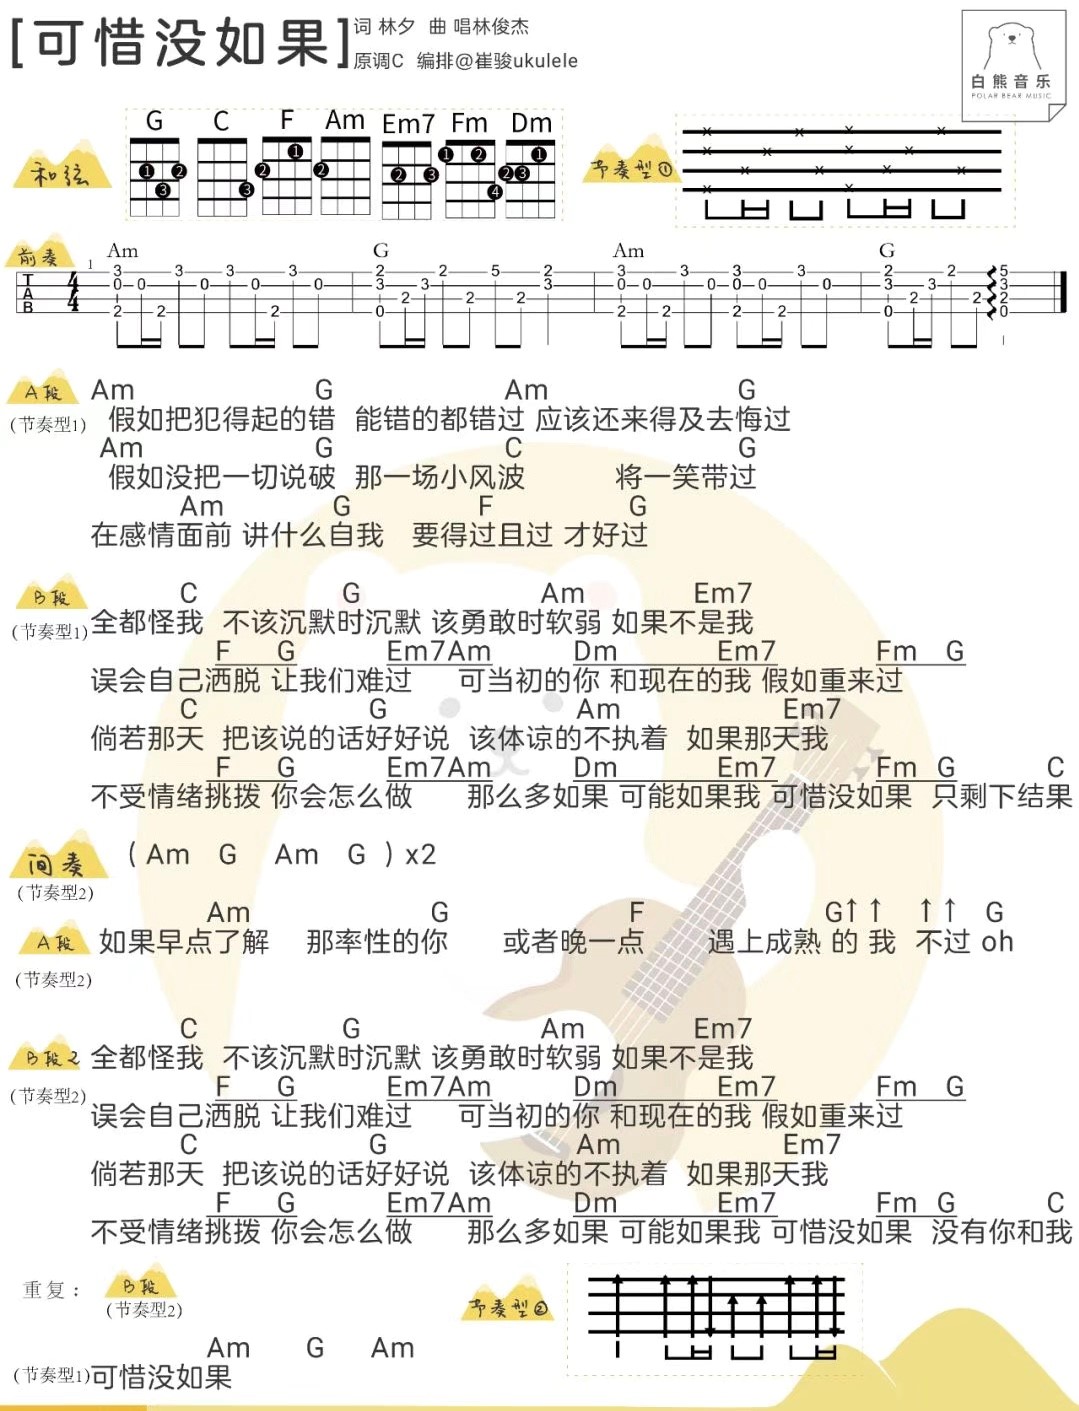 [可惜没如果]
词 林夕 曲 唱林俊杰
原调C 编排@崔骏ukulele
白熊音乐
POLAR BEAR MUSIC
和弦
G C F Am Em7 Fm Dm
节奏型①
前奏
Am G Am G
A段
(节奏型1)
Am G Am G
假如把犯得起的错 能错的都错过 应该还来得及去悔过
Am G C G
假如没把一切说破 那一场小风波 将一笑带过
Am G F G
在感情面前 讲什么自我 要得过且过 才好过
B段
(节奏型1)
C G Am Em7
全都怪我 不该沉默时沉默 该勇敢时软弱 如果不是我
F G Em7Am Dm Em7 Fm G
误会自己洒脱 让我们难过 可当初的你 和现在的我 假如重来过
C G Am Em7
倘若那天 把该说的话好好说 该体谅的不执着 如果那天我
F G Em7Am Dm Em7 Fm G C
不受情绪挑拨 你会怎么做 那么多如果 可能如果我 可惜没如果 只剩下结果
间奏
(节奏型2)
( Am G Am G ) x2
A段
(节奏型2)
Am G F G↑↑ ↑↑ G
如果早点了解 那率性的你 或者晚一点 遇上成熟 的 我 不过 oh
B段2
(节奏型2)
C G Am Em7
全都怪我 不该沉默时沉默 该勇敢时软弱 如果不是我
F G Em7Am Dm Em7 Fm G
误会自己洒脱 让我们难过 可当初的你 和现在的我 假如重来过
C G Am Em7
倘若那天 把该说的话好好说 该体谅的不执着 如果那天我
F G Em7Am Dm Em7 Fm G C
不受情绪挑拨 你会怎么做 那么多如果 可能如果我 可惜没如果 没有你和我
重复：
B段
(节奏型2)
节奏型②
Am G Am
(节奏型1)可惜没如果